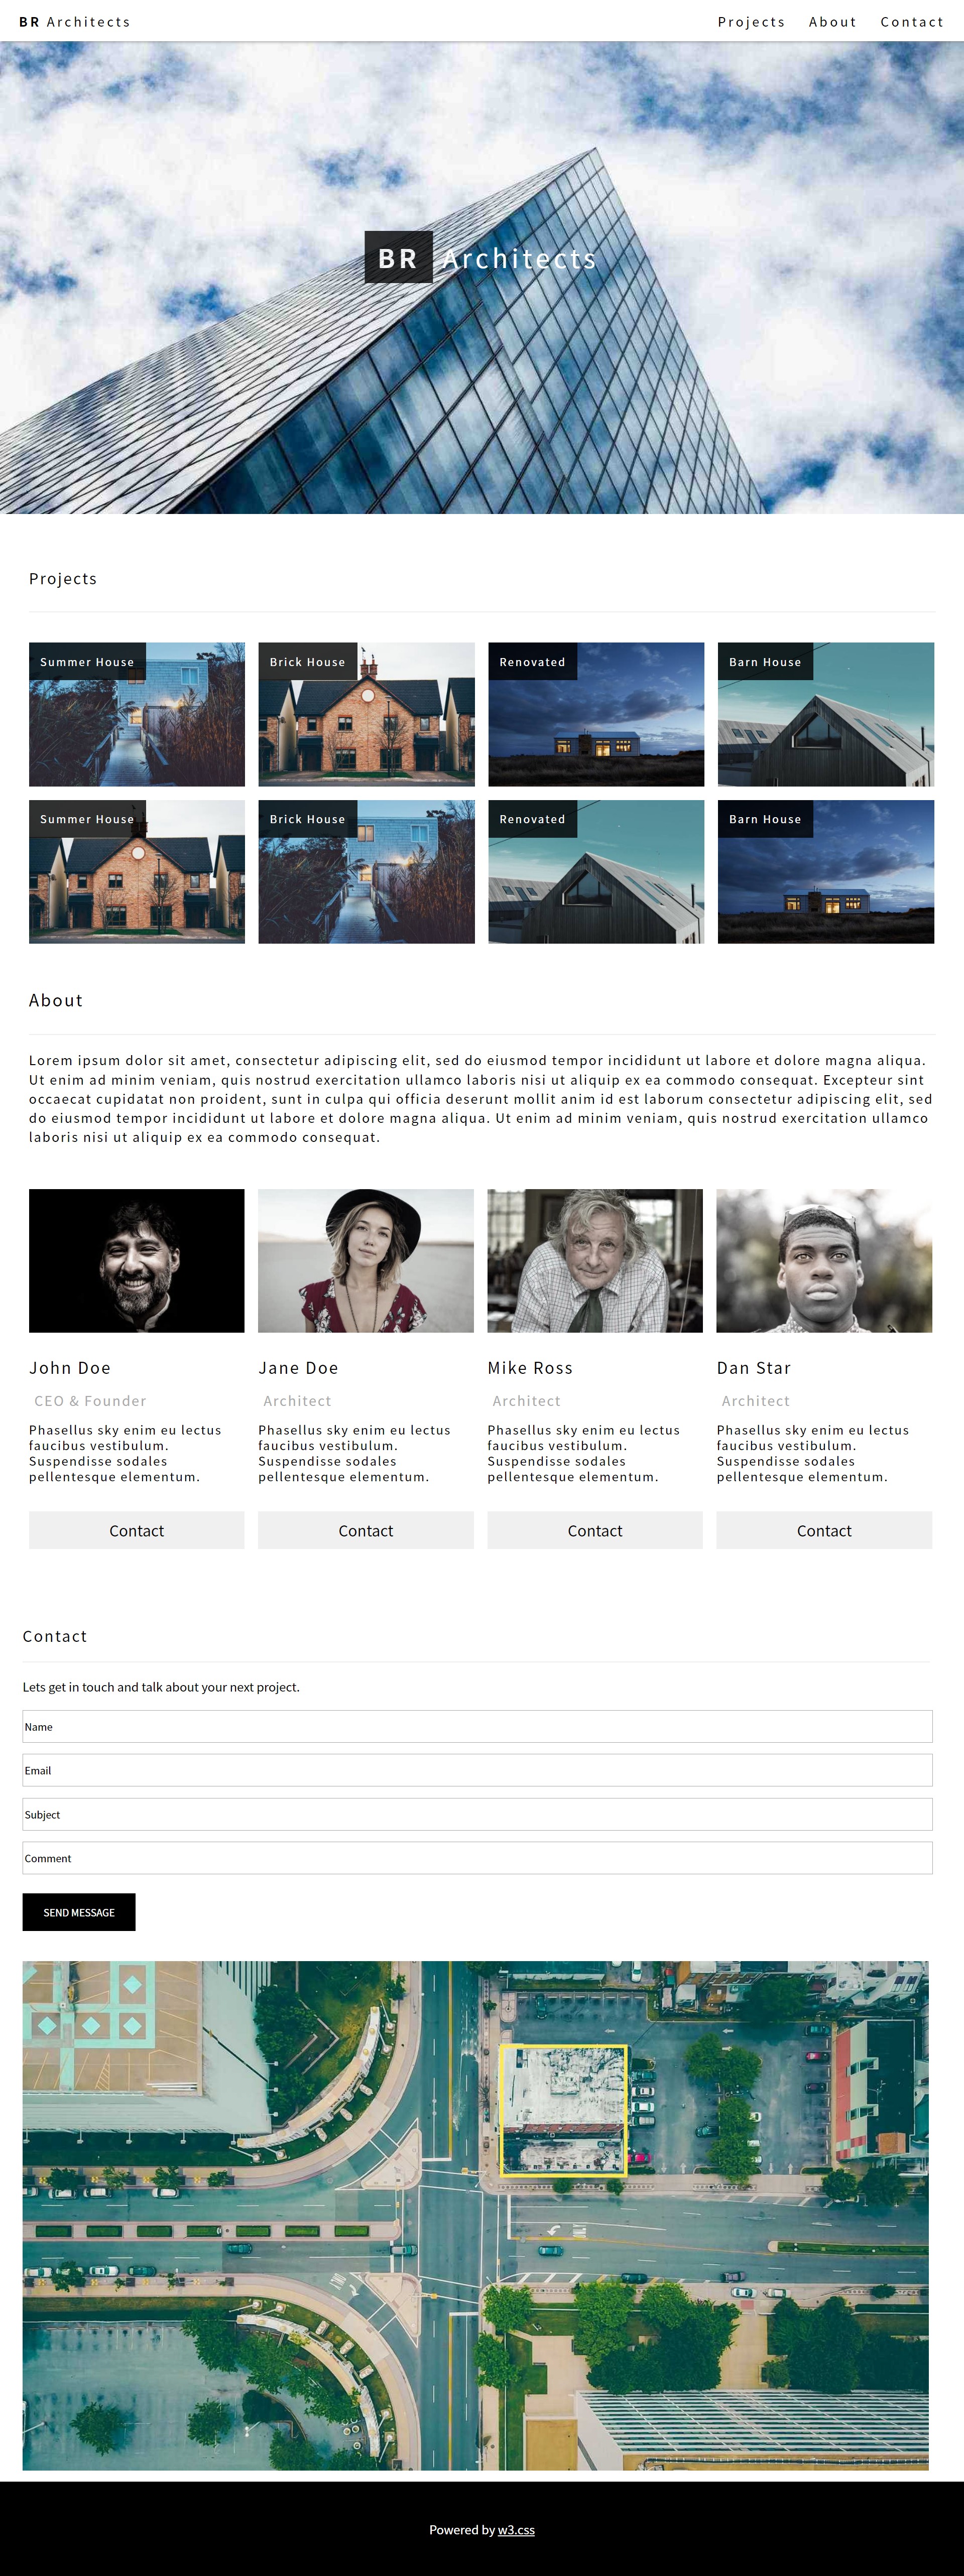 BR Architects
Projects About Contact
BR Architects
Projects
Summer House
Brick House
Renovated
Barn House
Summer House
Brick House
Renovated
Barn House
About
Lorem ipsum dolor sit amet, consectetur adipiscing elit, sed do eiusmod tempor incididunt ut labore et dolore magna aliqua.
Ut enim ad minim veniam, quis nostrud exercitation ullamco laboris nisi ut aliquip ex ea commodo consequat. Excepteur sint
occaecat cupidatat non proident, sunt in culpa qui officia deserunt mollit anim id est laborum consectetur adipiscing elit, sed
do eiusmod tempor incididunt ut labore et dolore magna aliqua. Ut enim ad minim veniam, quis nostrud exercitation ullamco
laboris nisi ut aliquip ex ea commodo consequat.
John Doe
CEO & Founder
Phasellus sky enim eu lectus
faucibus vestibulum.
Suspendisse sodales
pellentesque elementum.
Contact
Jane Doe
Architect
Phasellus sky enim eu lectus
faucibus vestibulum.
Suspendisse sodales
pellentesque elementum.
Contact
Mike Ross
Architect
Phasellus sky enim eu lectus
faucibus vestibulum.
Suspendisse sodales
pellentesque elementum.
Contact
Dan Star
Architect
Phasellus sky enim eu lectus
faucibus vestibulum.
Suspendisse sodales
pellentesque elementum.
Contact
Contact
Lets get in touch and talk about your next project.
Name
Email
Subject
Comment
SEND MESSAGE
Powered by w3.css